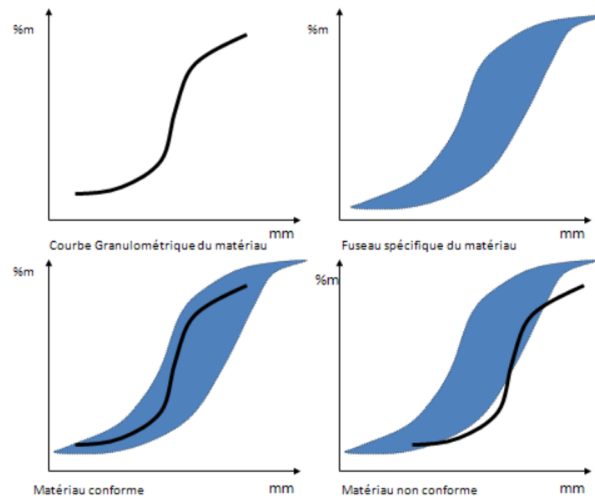 %m
%m
mm
mm
Courbe Granulométrique du matériau
Fuseau spécifique du matériau
%m
%m
Matériau conforme
mm
Matériau non conforme
mm